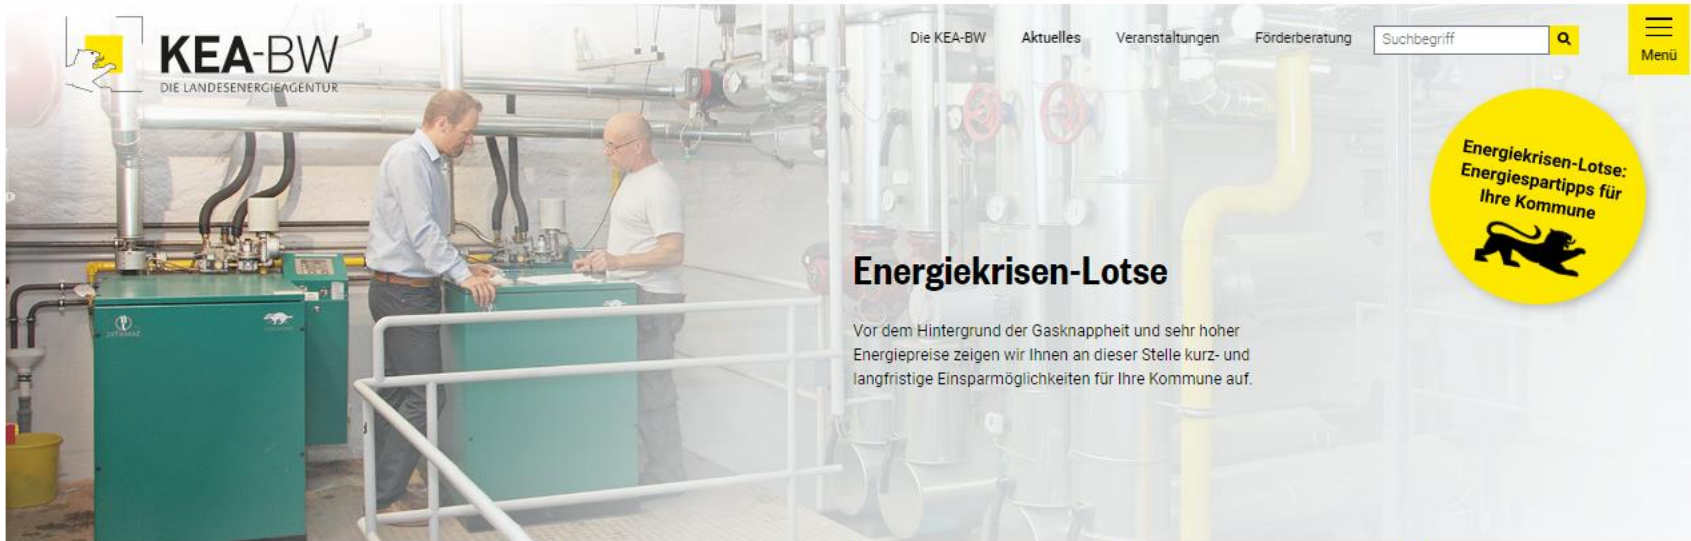 KEA-BW
DIE LANDESENERGIEAGENTUR
Die KEA-BW
Aktuelles
Veranstaltungen
Förderberatung
Suchbegriff
Menü
Energiekrisen-Lotse:
Energiespartipps für
Ihre Kommune
Energiekrisen-Lotse
Vor dem Hintergrund der Gasknappheit und sehr hoher
Energiepreise zeigen wir Ihnen an dieser Stelle kurz- und
langfristige Einsparmöglichkeiten für Ihre Kommune auf.